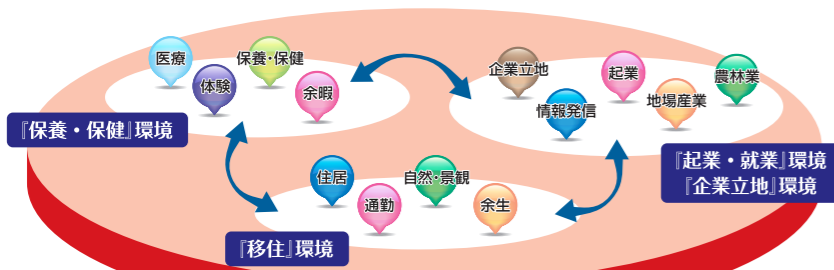 医療
保養・保健
体験
余暇
『保養・保健』環境
企業立地
起業
農林業
情報発信
地場産業
『起業・就業』環境
『企業立地』環境
住居
自然・景観
通勤
余生
『移住』環境